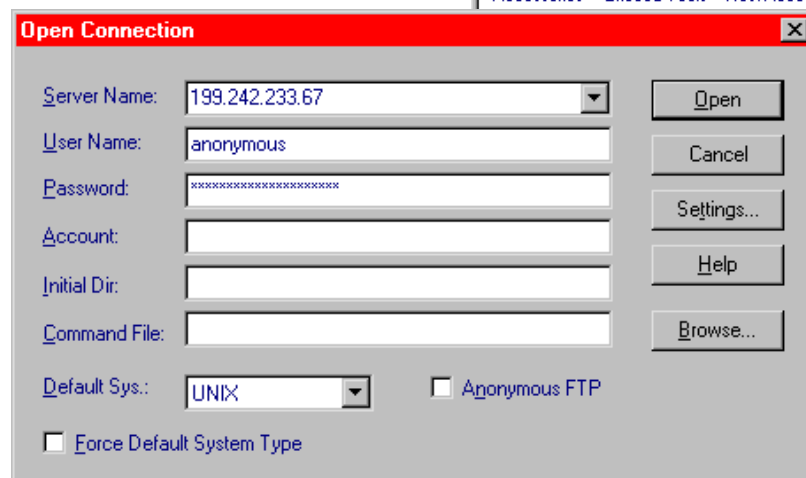 Open Connection
Server Name: 199.242.233.67 Open
User Name: anonymous Cancel
Password: *********************
Settings...
Account:
Help
Initial Dir:
Command File: Browse...
Default Sys.: UNIX Anonymous FTP
Force Default System Type